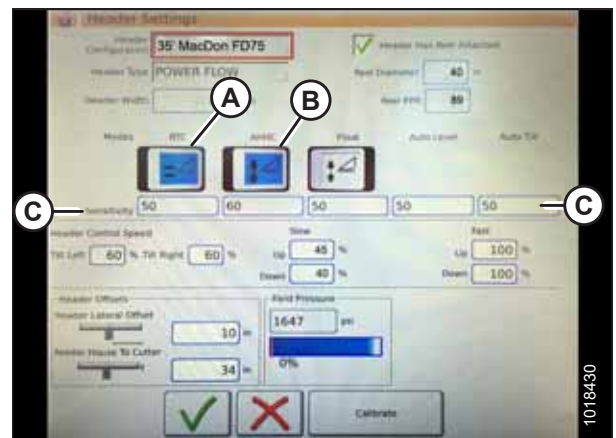 Header Settings
Header Configuration 35' MacDon FD75 Header Has Reel Attached
Header Type POWER FLOW Reel Diameter 40 in
Header Width Reel PPR 89
A B
Modes RTC AHHC Float Auto Level Auto Tilt
C Sensitivity 50 60 50 50 50 C
Header Control Speed Slow Fast
Tilt Left 60 % Tilt Right 60 % Up 45 % Up 100 %
Down 40 % Down 100 %
Header Offsets Field Pressure
Header Lateral Offset 1647 psi
10 in
Feeder House To Cutter 0%
34 in
Calibrate
1018430